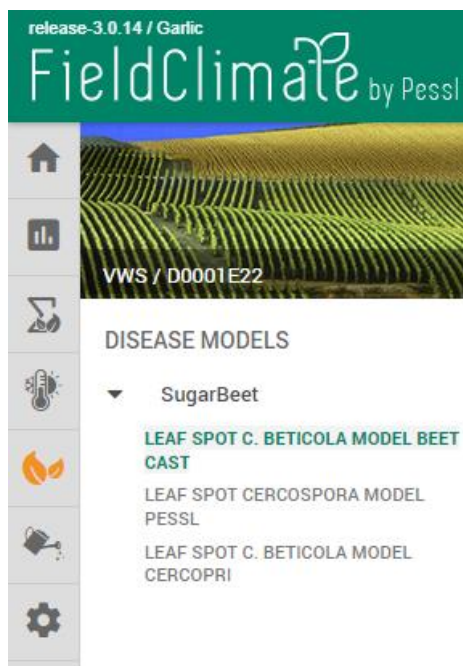 release-3.0.14 / Garlic
FieldClimate by Pessl
VWS / D0001E22
DISEASE MODELS
SugarBeet
LEAF SPOT C. BETICOLA MODEL BEET
CAST
LEAF SPOT CERCOSPORA MODEL
PESSL
LEAF SPOT C. BETICOLA MODEL
CERCOPRI